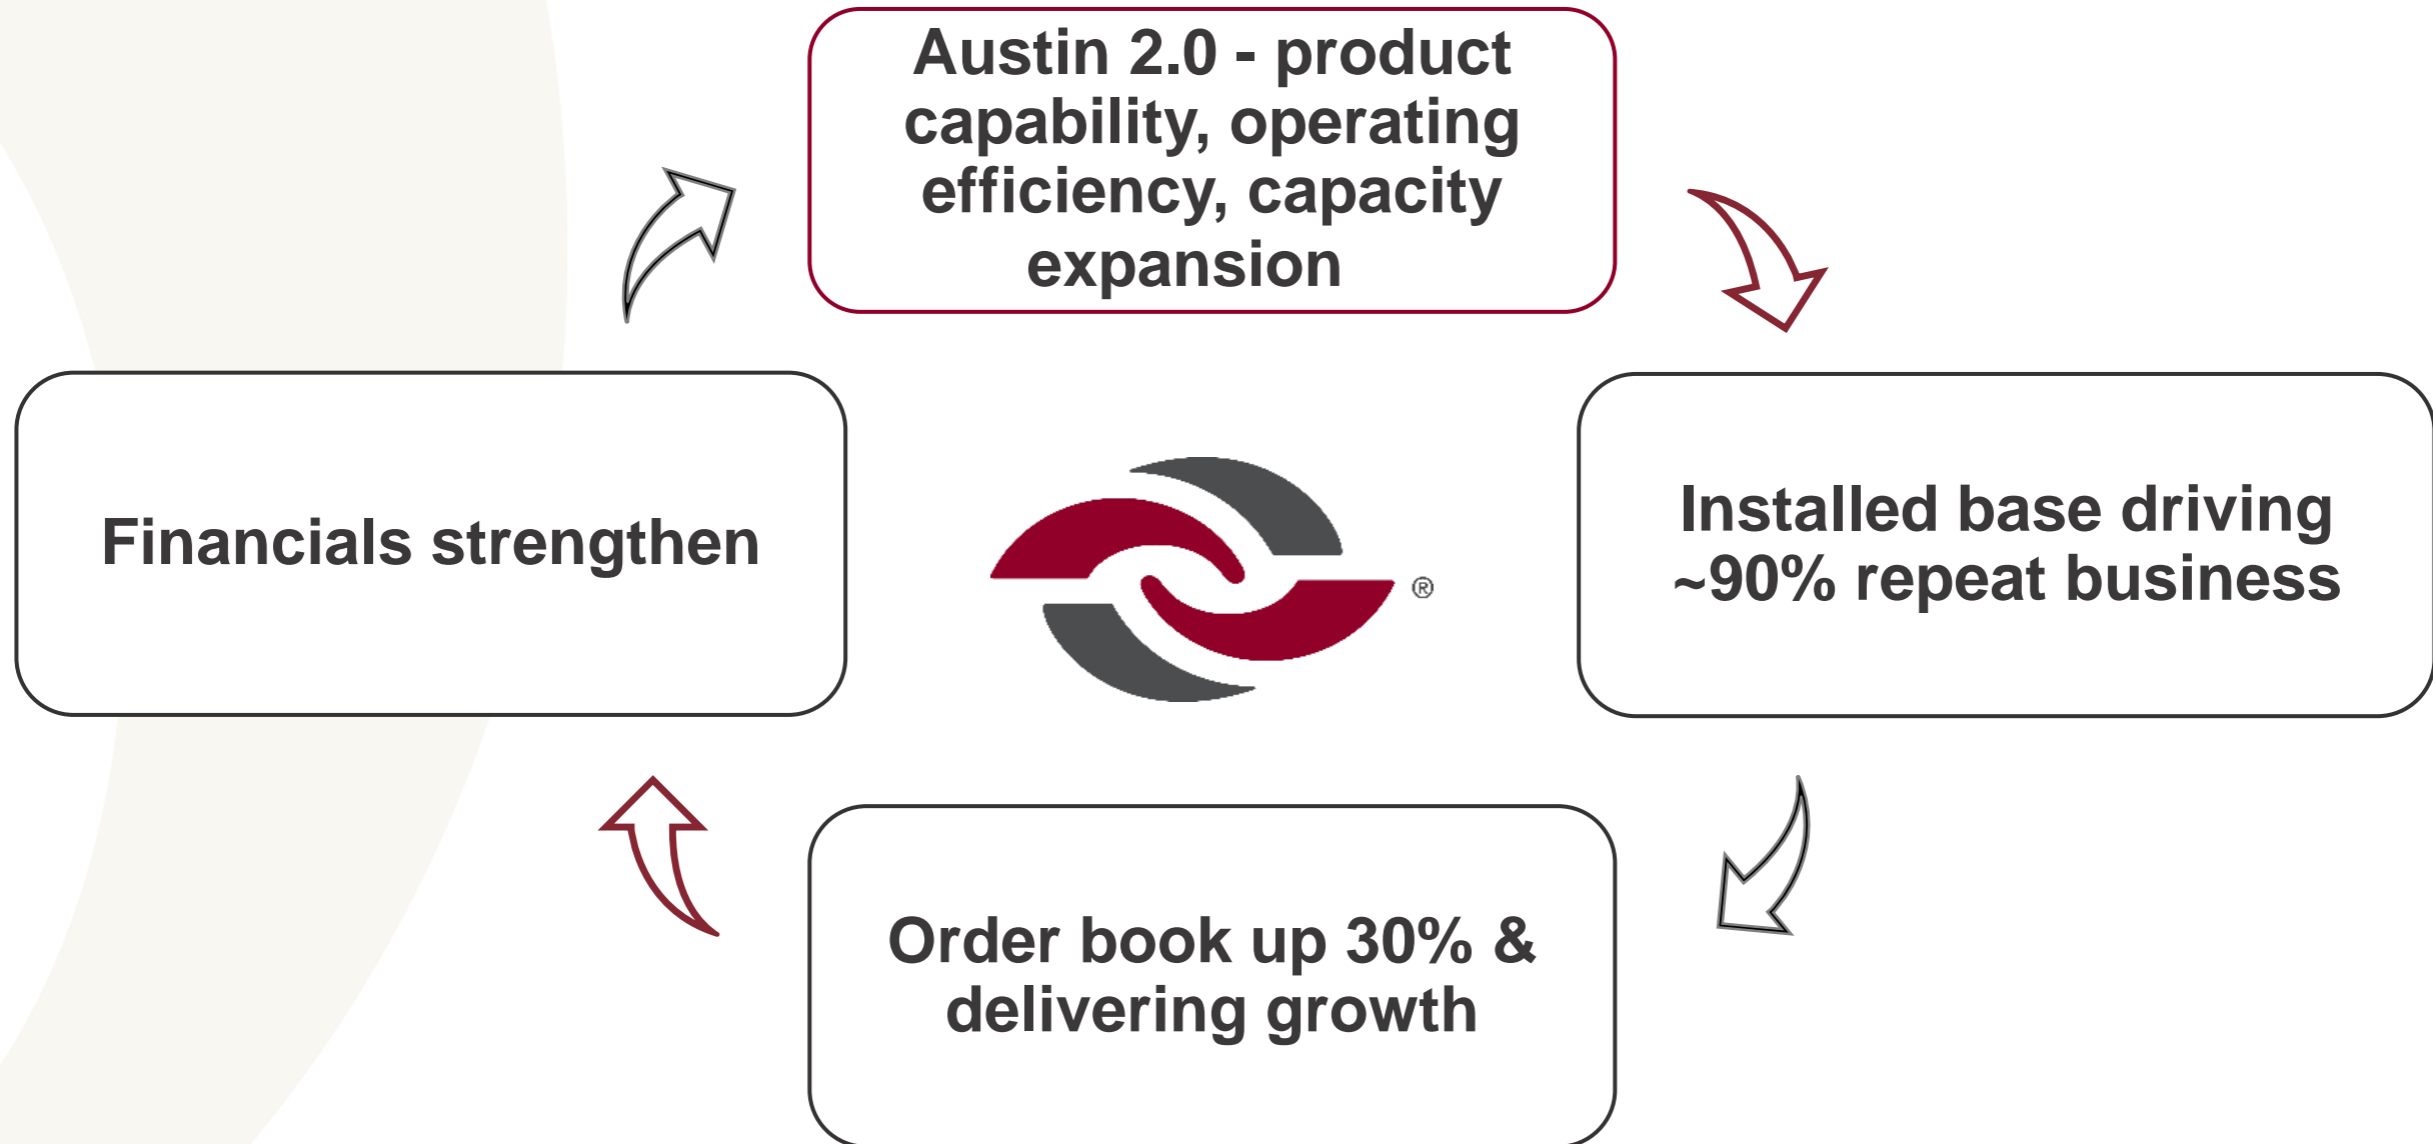 Austin 2.0 - product
capability, operating
efficiency, capacity
expansion
Financials strengthen
Installed base driving
~90% repeat business
®
Order book up 30% &
delivering growth